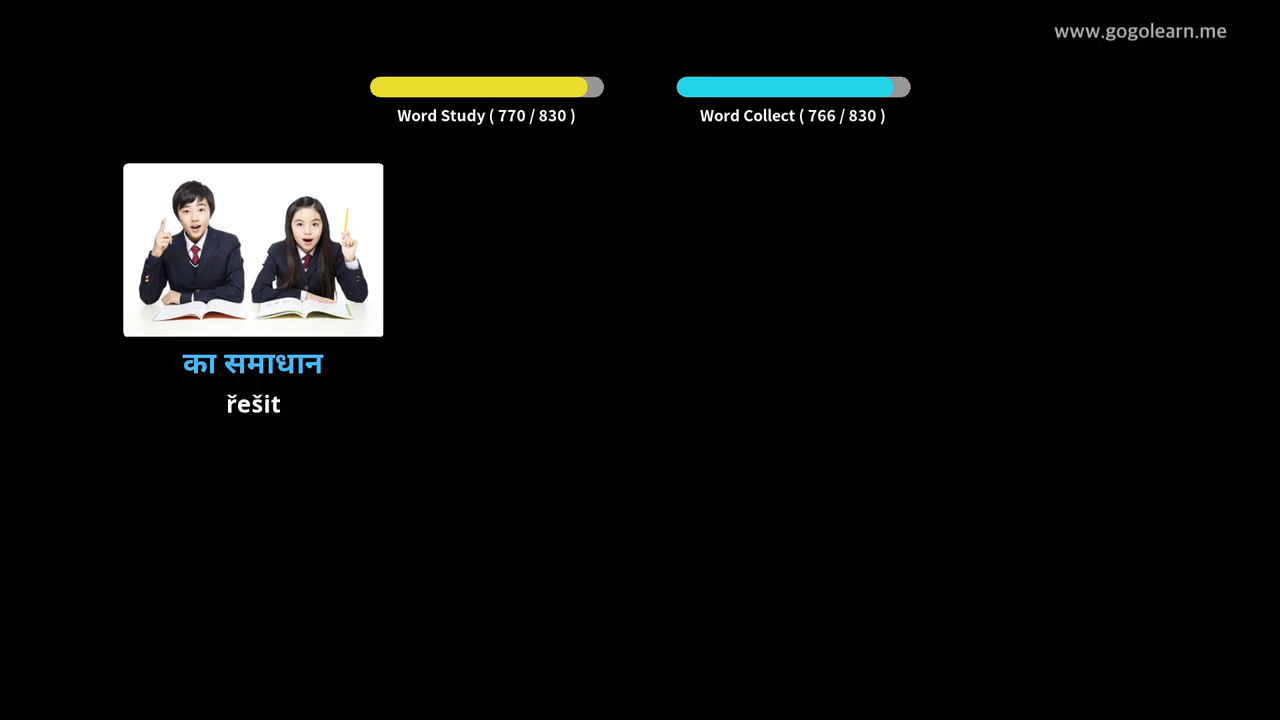 www.gogolearn.me
Word Study ( 770 / 830 )
Word Collect ( 766 / 830 )
का समाधान
řešit